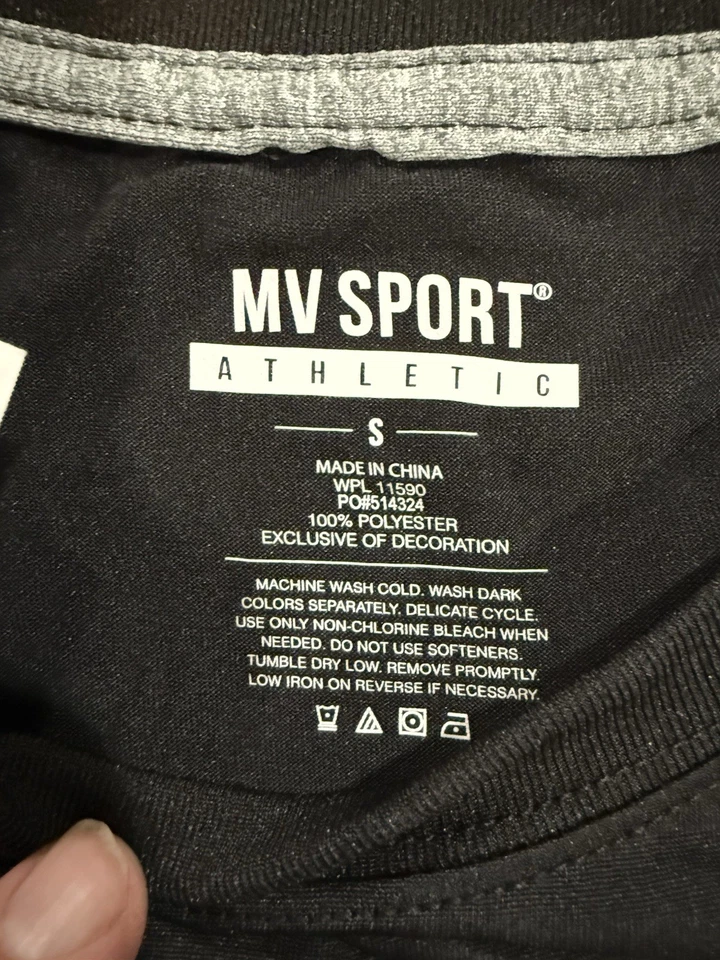 MV SPORT®
ATHLETIC
S
MADE IN CHINA
WPL 11590
PO#514324
100% POLYESTER
EXCLUSIVE OF DECORATION
MACHINE WASH COLD. WASH DARK
COLORS SEPARATELY. DELICATE CYCLE.
USE ONLY NON-CHLORINE BLEACH WHEN
NEEDED. DO NOT USE SOFTENERS.
TUMBLE DRY LOW. REMOVE PROMPTLY.
LOW IRON ON REVERSE IF NECESSARY.